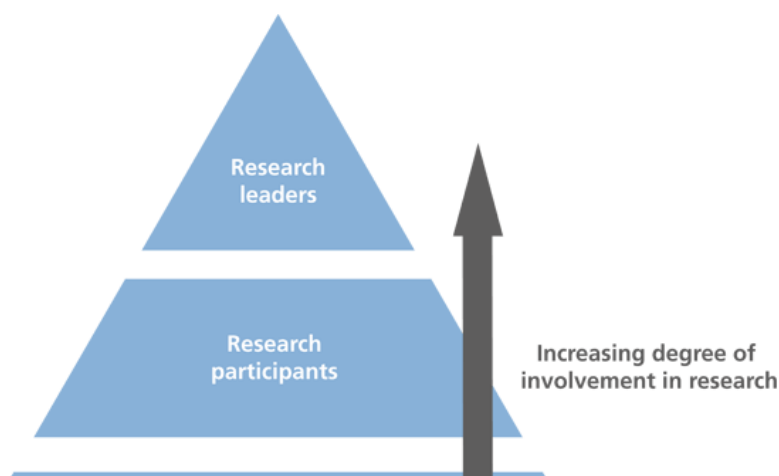 Research
leaders
Research
participants
Increasing degree of
involvement in research